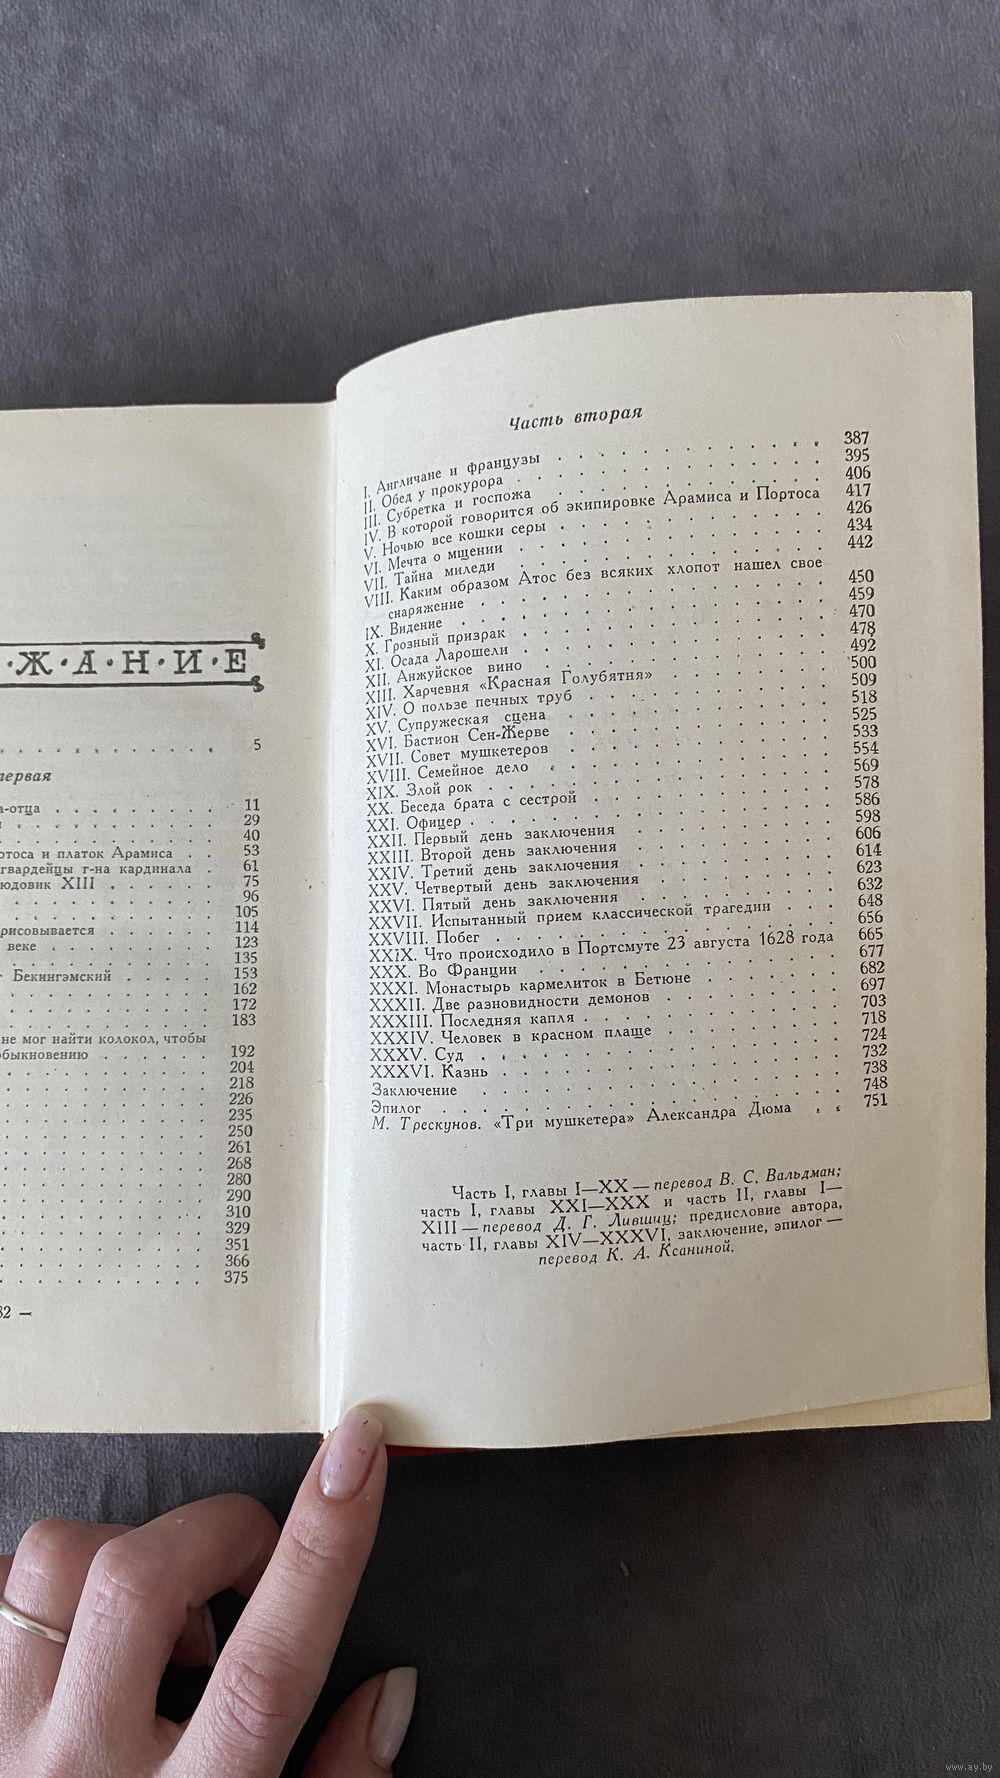 ·Ж·А·Н·И·Е
5
первая
а-отца 11
29
40
ртоса и платок Арамиса 53
гвардейцы г-на кардинала 61
юдовик XIII 75
96
105
рисовывается 114
веке 123
135
Бекингэмский 153
162
172
183
не мог найти колокол, чтобы
обыкновению 192
204
218
226
235
250
261
268
280
290
310
329
351
366
375
82 —
Часть вторая
I. Англичане и французы 387
II. Обед у прокурора 395
III. Субретка и госпожа 406
IV. В которой говорится об экипировке Арамиса и Портоса 417
V. Ночью все кошки серы 426
VI. Мечта о мщении 434
VII. Тайна миледи 442
VIII. Каким образом Атос без всяких хлопот нашел свое
снаряжение 450
IX. Видение 459
X. Грозный призрак 470
XI. Осада Ларошели 478
XII. Анжуйское вино 492
XIII. Харчевня «Красная Голубятня» 500
XIV. О пользе печных труб 509
XV. Супружеская сцена 518
XVI. Бастион Сен-Жерве 525
XVII. Совет мушкетеров 533
XVIII. Семейное дело 554
XIX. Злой рок 569
XX. Беседа брата с сестрой 578
XXI. Офицер 586
XXII. Первый день заключения 598
XXIII. Второй день заключения 606
XXIV. Третий день заключения 614
XXV. Четвертый день заключения 623
XXVI. Пятый день заключения 632
XXVII. Испытанный прием классической трагедии 648
XXVIII. Побег 656
XXIX. Что происходило в Портсмуте 23 августа 1628 года 665
XXX. Во Франции 677
XXXI. Монастырь кармелиток в Бетюне 682
XXXII. Две разновидности демонов 697
XXXIII. Последняя капля 703
XXXIV. Человек в красном плаще 718
XXXV. Суд 724
XXXVI. Казнь 732
Заключение 738
Эпилог 748
М. Трескунов. «Три мушкетера» Александра Дюма 751
Часть I, главы I—XX — перевод В. С. Вальдман;
часть I, главы XXI—XXX и часть II, главы I—
XIII — перевод Д. Г. Лившиц; предисловие автора,
часть II, главы XIV—XXXVI, заключение, эпилог —
перевод К. А. Ксаниной.
www.ay.by